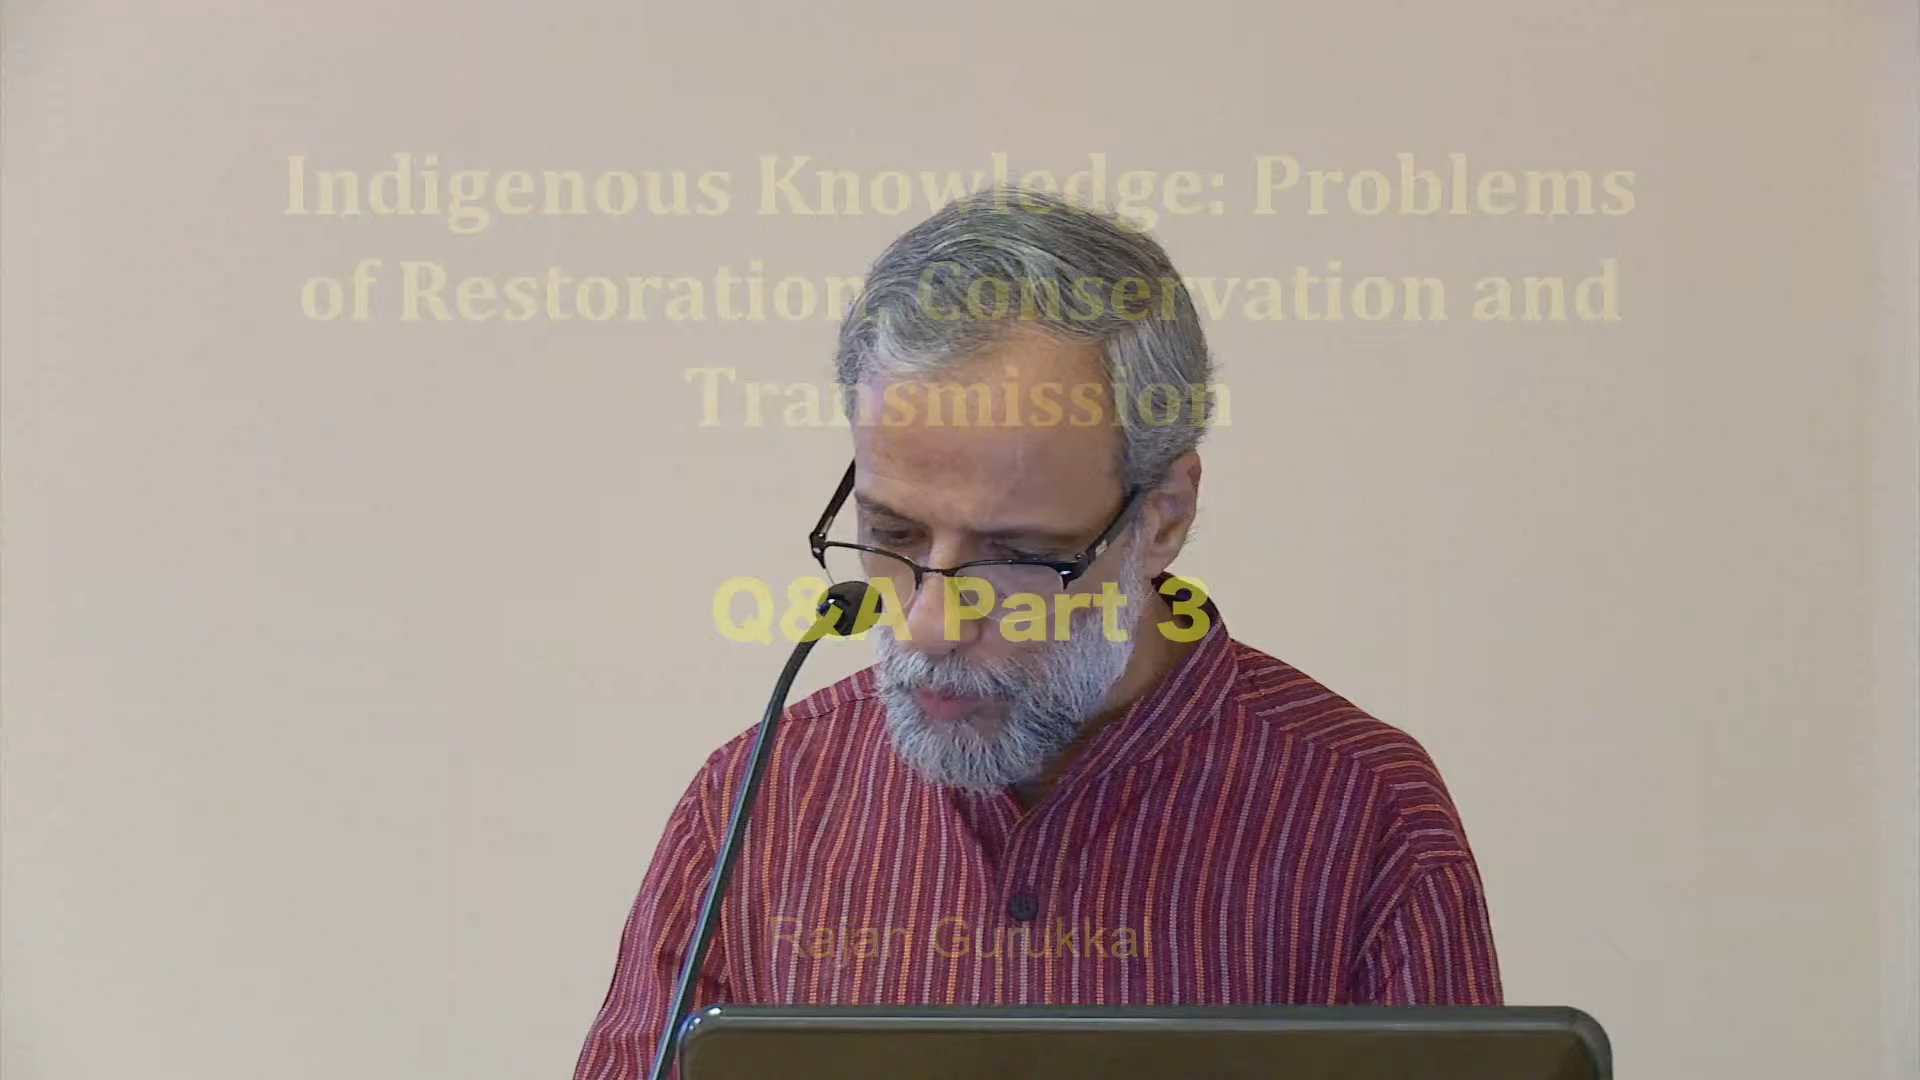 Indigenous Knowledge: Problems
of Restoration, Conservation and
Transmission
Q&A Part 3
Rajan Gurukkal